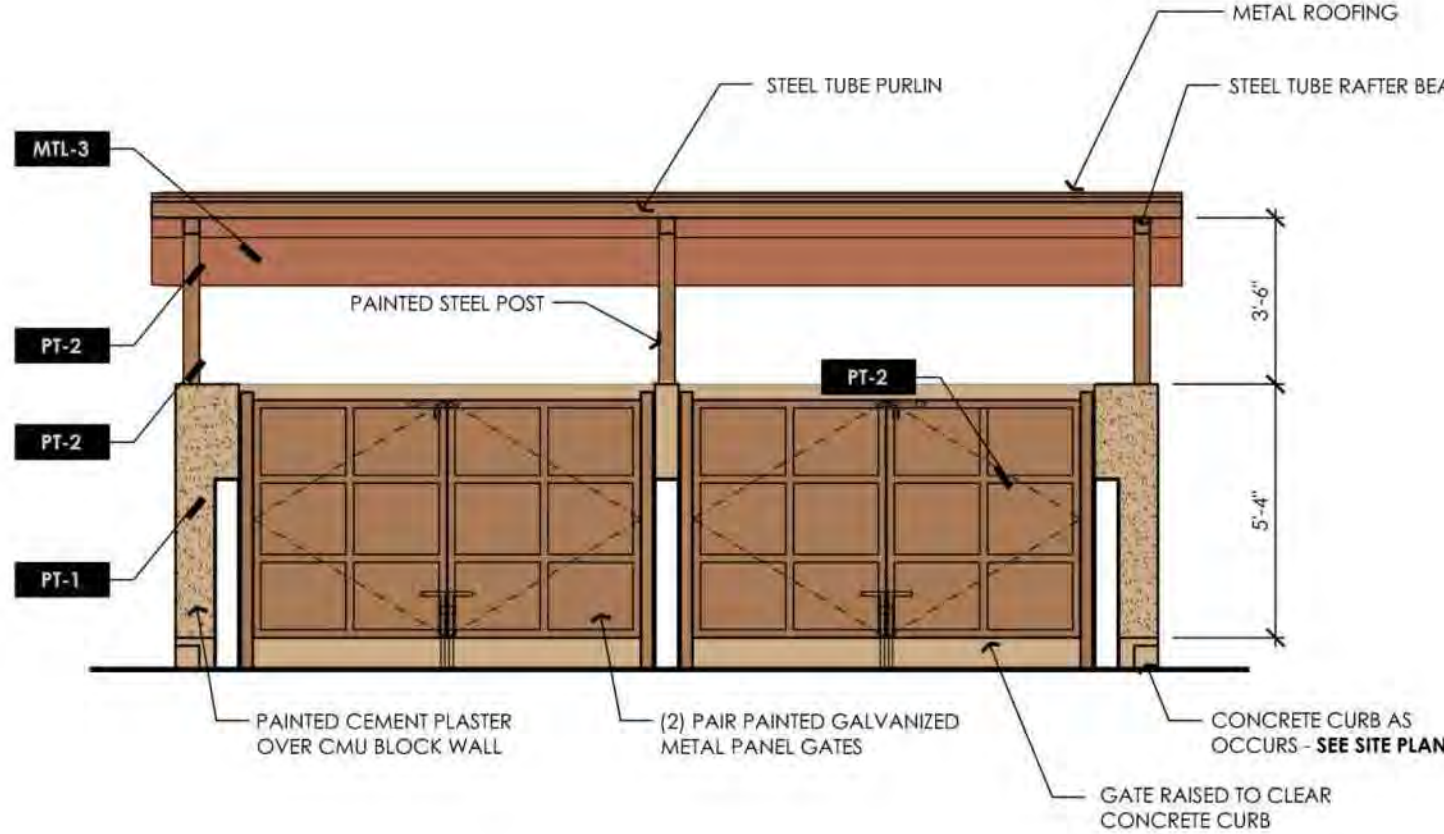 METAL ROOFING
STEEL TUBE PURLIN
STEEL TUBE RAFTER BEA
MTL-3
PAINTED STEEL POST
3'-6"
PT-2
PT-2
PT-2
5'-4"
PT-1
PAINTED CEMENT PLASTER
OVER CMU BLOCK WALL
(2) PAIR PAINTED GALVANIZED
METAL PANEL GATES
CONCRETE CURB AS
OCCURS - SEE SITE PLAN
GATE RAISED TO CLEAR
CONCRETE CURB